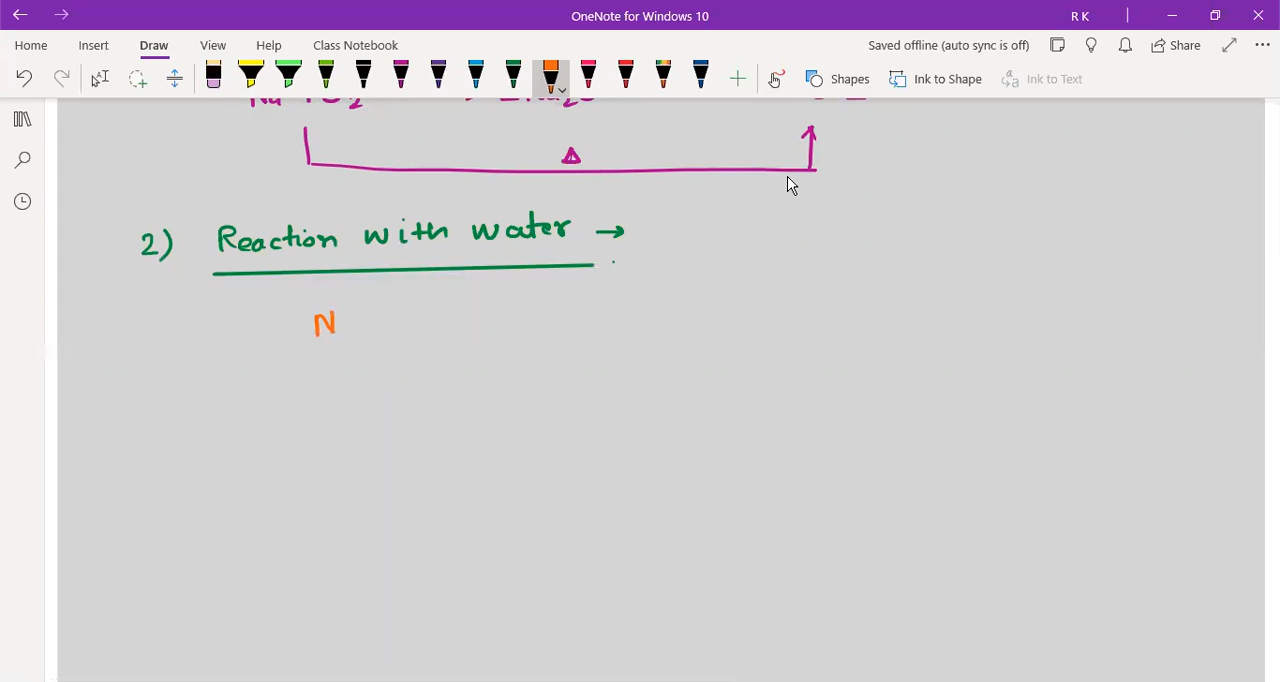 OneNote for Windows 10
R K
Home Insert Draw View Help Class Notebook
Saved offline (auto sync is off)
Share
Shapes
Ink to Shape
Ink to Text
Δ
2) Reaction with water →
N